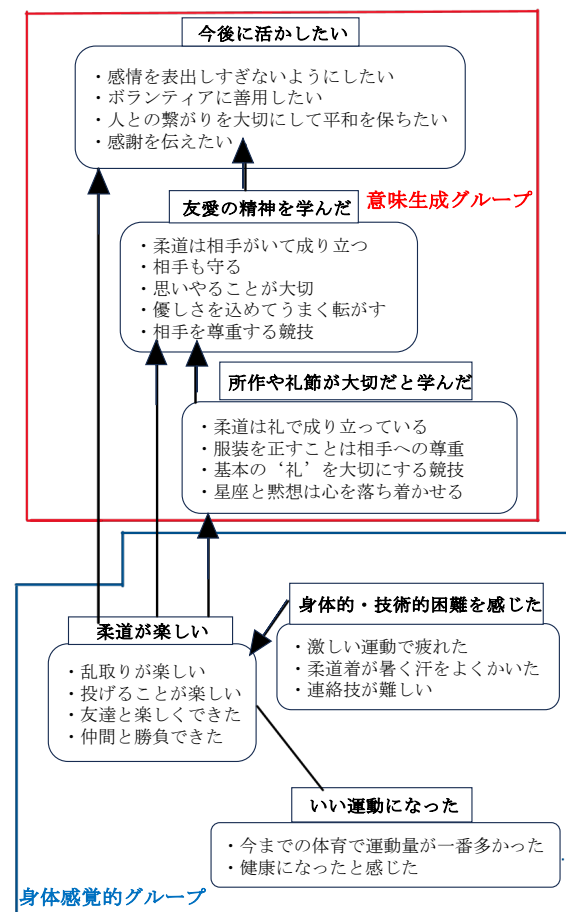 今後に活かしたい
・感情を表出しすぎないようにしたい
・ボランティアに善用したい
・人との繋がりを大切にして平和を保ちたい
・感謝を伝えたい
意味生成グループ
友愛の精神を学んだ
・柔道は相手がいて成り立つ
・相手も守る
・思いやることが大切
・優しさを込めてうまく転がす
・相手を尊重する競技
所作や礼節が大切だと学んだ
・柔道は礼で成り立っている
・服装を正すことは相手への尊重
・基本の‘礼’を大切にする競技
・星座と黙想は心を落ち着かせる
身体的・技術的困難を感じた
・激しい運動で疲れた
・柔道着が暑く汗をよくかいた
・連絡技が難しい
柔道が楽しい
・乱取りが楽しい
・投げることが楽しい
・友達と楽しくできた
・仲間と勝負できた
いい運動になった
・今までの体育で運動量が一番多かった
・健康になったと感じた
身体感覚的グループ